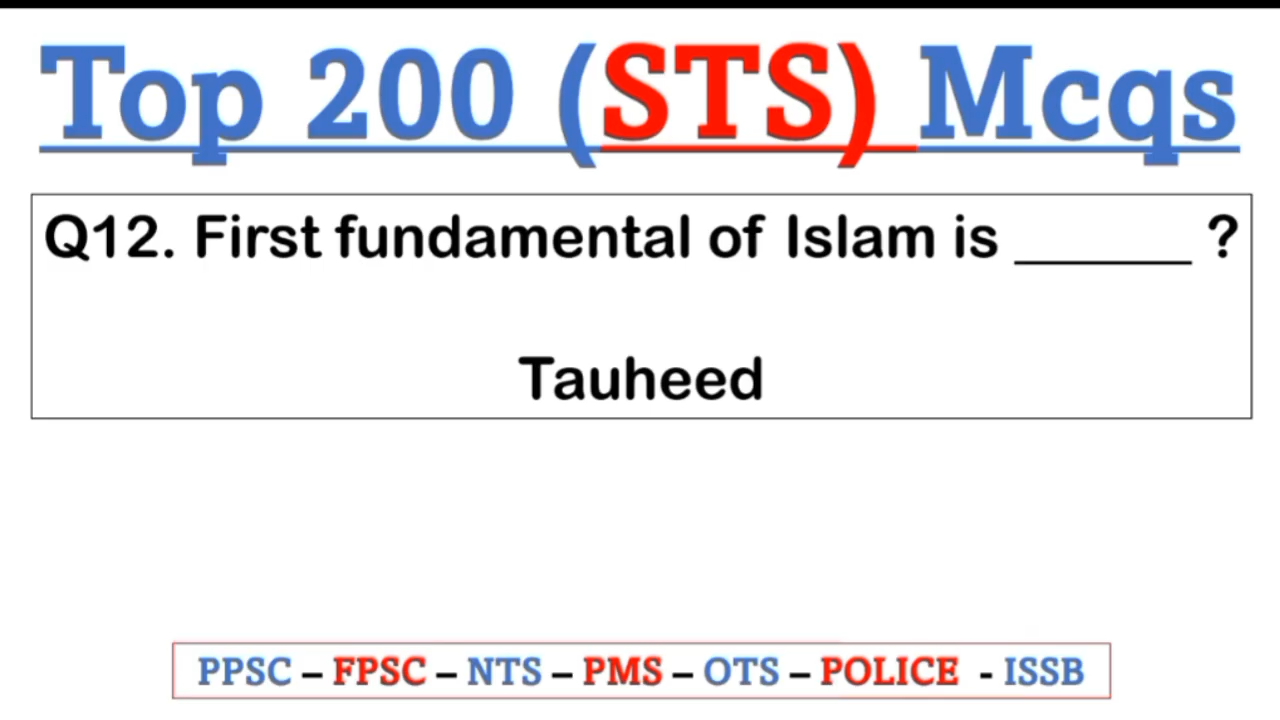 Top 200 (STS) Mcqs
Q12. First fundamental of Islam is ______ ?
Tauheed
PPSC – FPSC – NTS – PMS – OTS – POLICE - ISSB